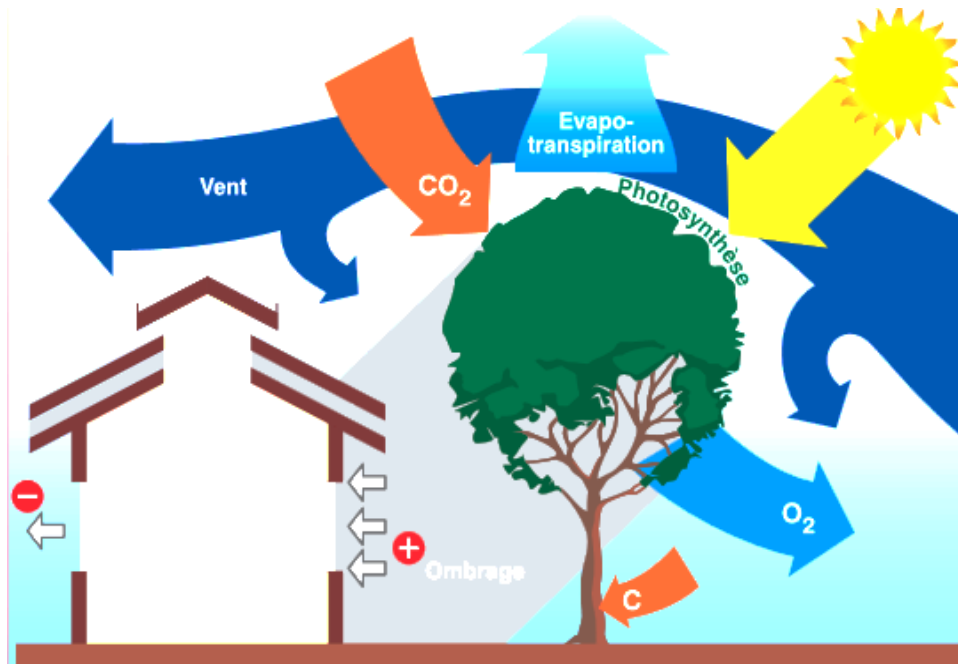 Evapo-
transpiration
Vent
CO₂
Photosynthèse
O₂
−
+
Ombrage
C